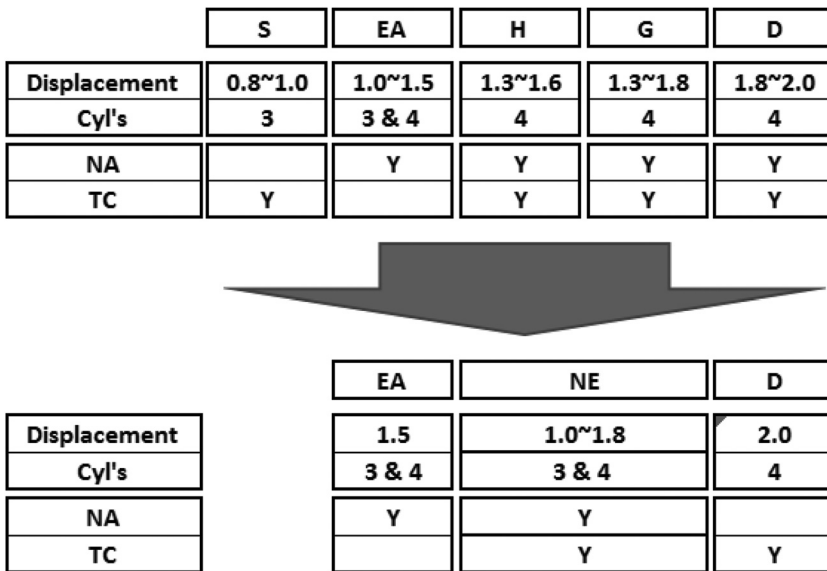 S EA H G D
Displacement 0.8~1.0 1.0~1.5 1.3~1.6 1.3~1.8 1.8~2.0
Cyl's 3 3 & 4 4 4 4
NA Y Y Y Y
TC Y Y Y Y
EA NE D
Displacement 1.5 1.0~1.8 2.0
Cyl's 3 & 4 3 & 4 4
NA Y Y
TC Y Y